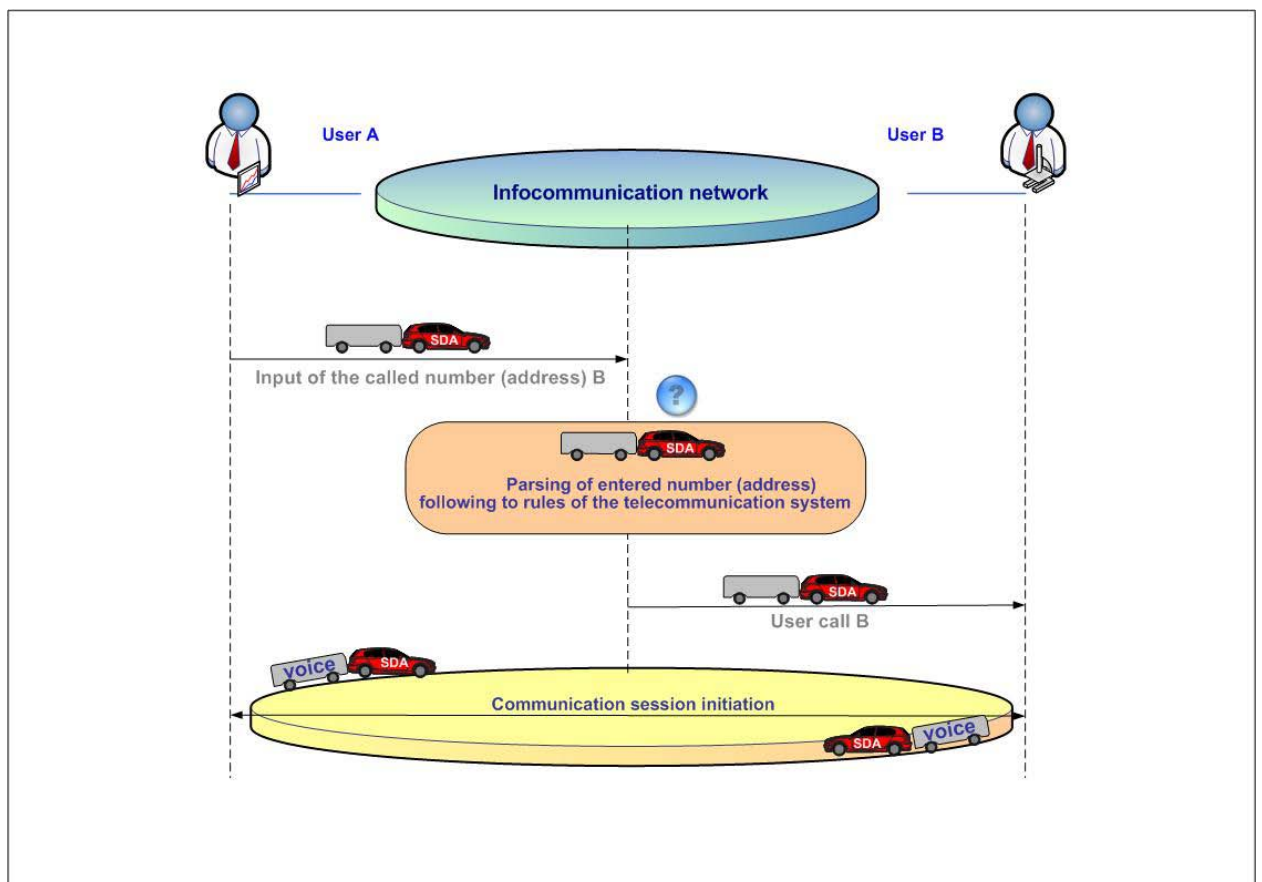 User A
User B
Infocommunication network
SDA
Input of the called number (address) B
?
SDA
Parsing of entered number (address)
following to rules of the telecommunication system
SDA
User call B
voice
SDA
Communication session initiation
SDA
voice